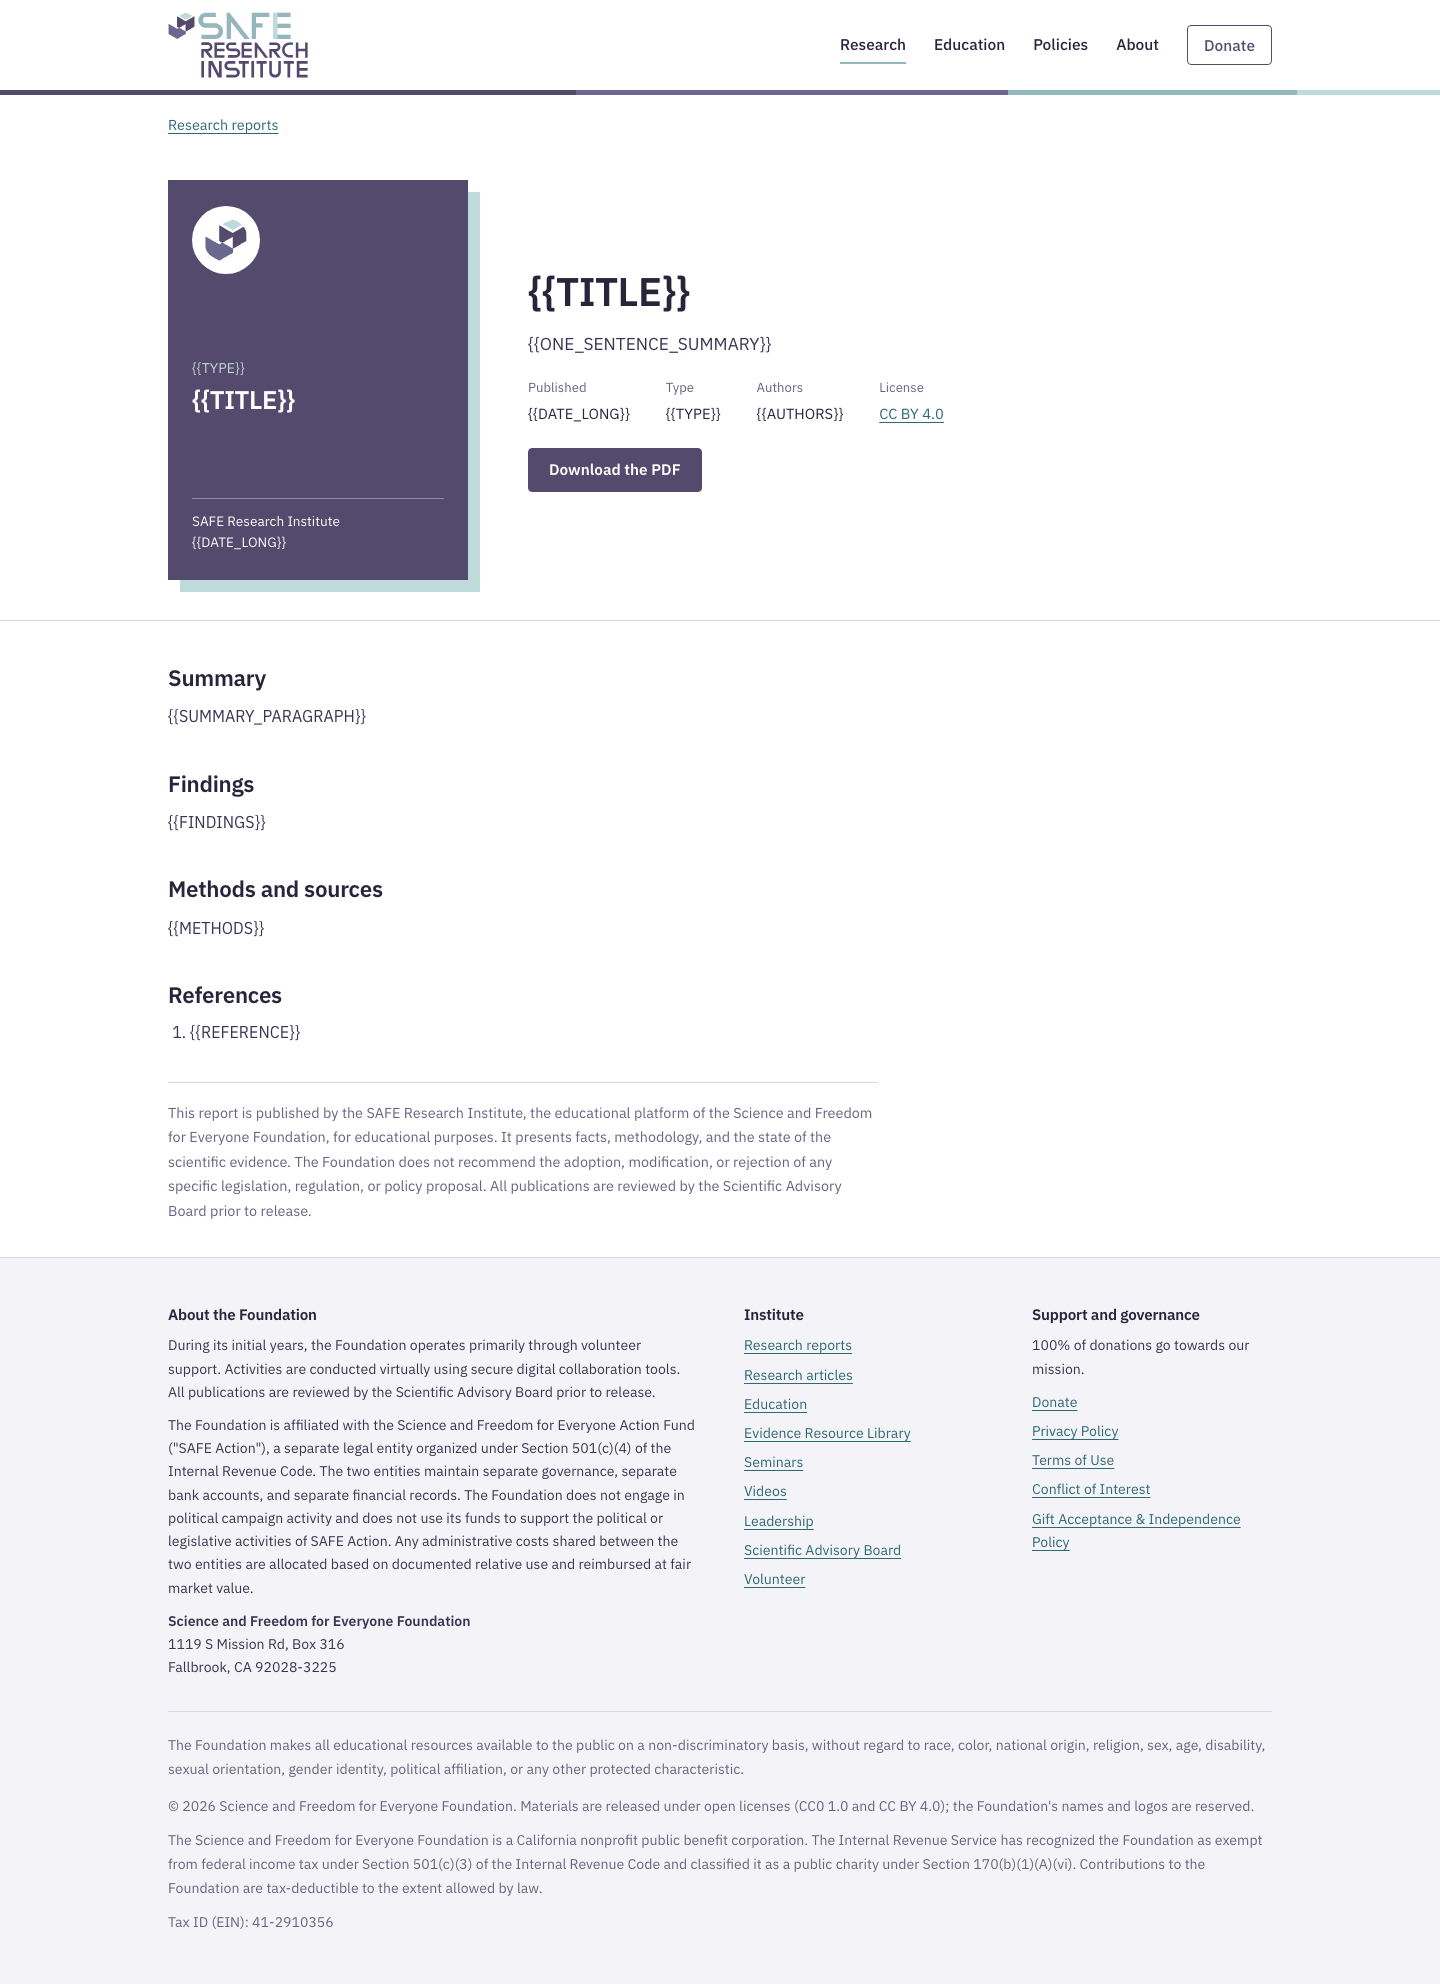 SAFE
RESEARCH
INSTITUTE
Research
Education
Policies
About
Donate
Research reports
{{TYPE}}
{{TITLE}}
SAFE Research Institute
{{DATE_LONG}}
{{TITLE}}
{{ONE_SENTENCE_SUMMARY}}
Published
Type
Authors
License
{{DATE_LONG}}
{{TYPE}}
{{AUTHORS}}
CC BY 4.0
Download the PDF
Summary
{{SUMMARY_PARAGRAPH}}
Findings
{{FINDINGS}}
Methods and sources
{{METHODS}}
References
1. {{REFERENCE}}
This report is published by the SAFE Research Institute, the educational platform of the Science and Freedom
for Everyone Foundation, for educational purposes. It presents facts, methodology, and the state of the
scientific evidence. The Foundation does not recommend the adoption, modification, or rejection of any
specific legislation, regulation, or policy proposal. All publications are reviewed by the Scientific Advisory
Board prior to release.
About the Foundation
During its initial years, the Foundation operates primarily through volunteer
support. Activities are conducted virtually using secure digital collaboration tools.
All publications are reviewed by the Scientific Advisory Board prior to release.
The Foundation is affiliated with the Science and Freedom for Everyone Action Fund
("SAFE Action"), a separate legal entity organized under Section 501(c)(4) of the
Internal Revenue Code. The two entities maintain separate governance, separate
bank accounts, and separate financial records. The Foundation does not engage in
political campaign activity and does not use its funds to support the political or
legislative activities of SAFE Action. Any administrative costs shared between the
two entities are allocated based on documented relative use and reimbursed at fair
market value.
Science and Freedom for Everyone Foundation
1119 S Mission Rd, Box 316
Fallbrook, CA 92028-3225
Institute
Research reports
Research articles
Education
Evidence Resource Library
Seminars
Videos
Leadership
Scientific Advisory Board
Volunteer
Support and governance
100% of donations go towards our
mission.
Donate
Privacy Policy
Terms of Use
Conflict of Interest
Gift Acceptance & Independence
Policy
The Foundation makes all educational resources available to the public on a non-discriminatory basis, without regard to race, color, national origin, religion, sex, age, disability,
sexual orientation, gender identity, political affiliation, or any other protected characteristic.
© 2026 Science and Freedom for Everyone Foundation. Materials are released under open licenses (CC0 1.0 and CC BY 4.0); the Foundation's names and logos are reserved.
The Science and Freedom for Everyone Foundation is a California nonprofit public benefit corporation. The Internal Revenue Service has recognized the Foundation as exempt
from federal income tax under Section 501(c)(3) of the Internal Revenue Code and classified it as a public charity under Section 170(b)(1)(A)(vi). Contributions to the
Foundation are tax-deductible to the extent allowed by law.
Tax ID (EIN): 41-2910356